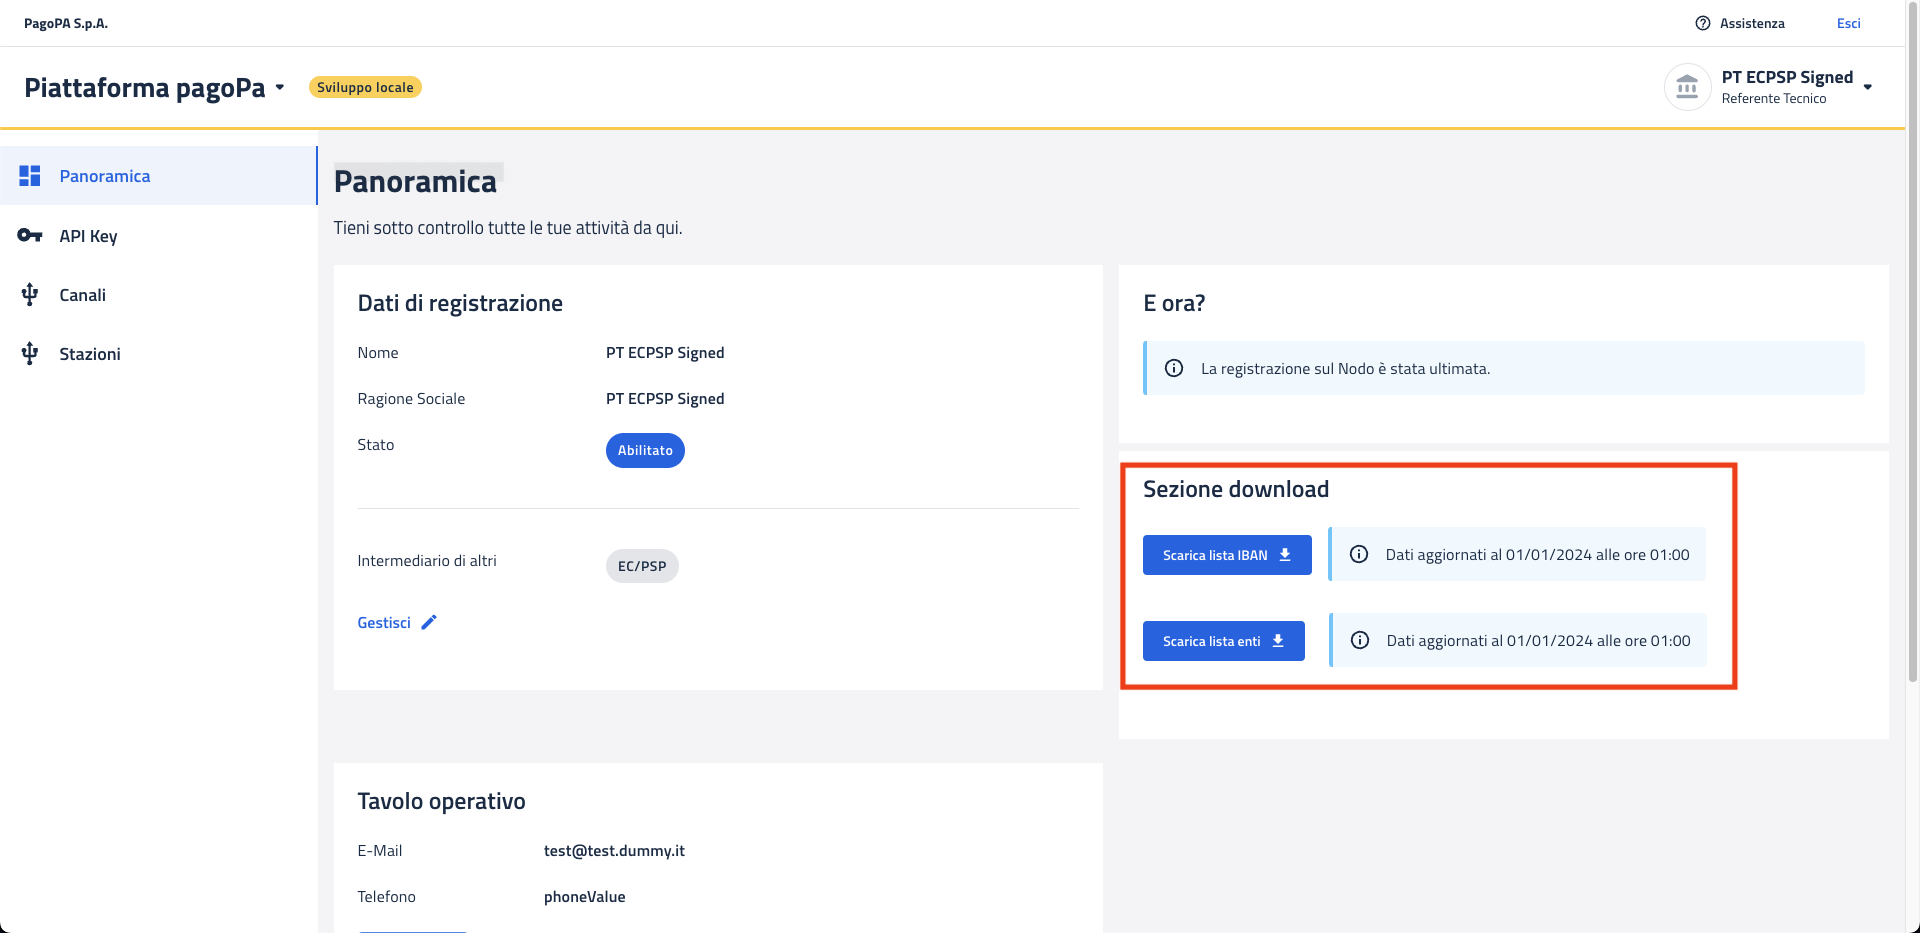 PagoPA S.p.A.
Assistenza
Esci
Piattaforma pagoPa
Sviluppo locale
PT ECPSP Signed
Referente Tecnico
Panoramica
API Key
Canali
Stazioni
Panoramica
Tieni sotto controllo tutte le tue attività da qui.
Dati di registrazione
Nome PT ECPSP Signed
Ragione Sociale PT ECPSP Signed
Stato Abilitato
Intermediario di altri EC/PSP
Gestisci
E ora?
La registrazione sul Nodo è stata ultimata.
Sezione download
Scarica lista IBAN Dati aggiornati al 01/01/2024 alle ore 01:00
Scarica lista enti Dati aggiornati al 01/01/2024 alle ore 01:00
Tavolo operativo
E-Mail test@test.dummy.it
Telefono phoneValue